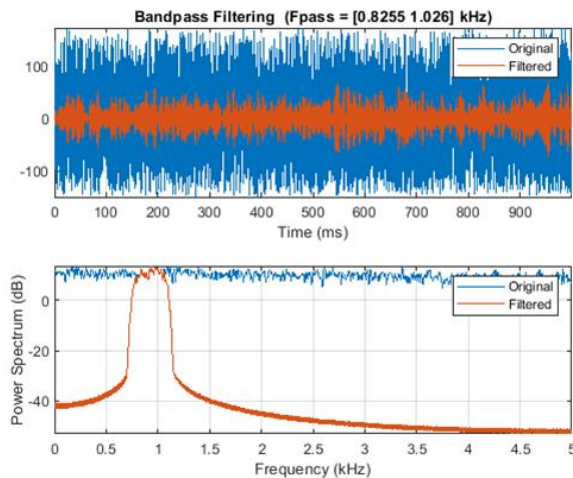 Bandpass Filtering (Fpass = [0.8255 1.026] kHz)
Original
Filtered
100
0
-100
0 100 200 300 400 500 600 700 800 900
Time (ms)
Power Spectrum (dB)
Original
Filtered
0
-20
-40
0 0.5 1 1.5 2 2.5 3 3.5 4 4.5 5
Frequency (kHz)